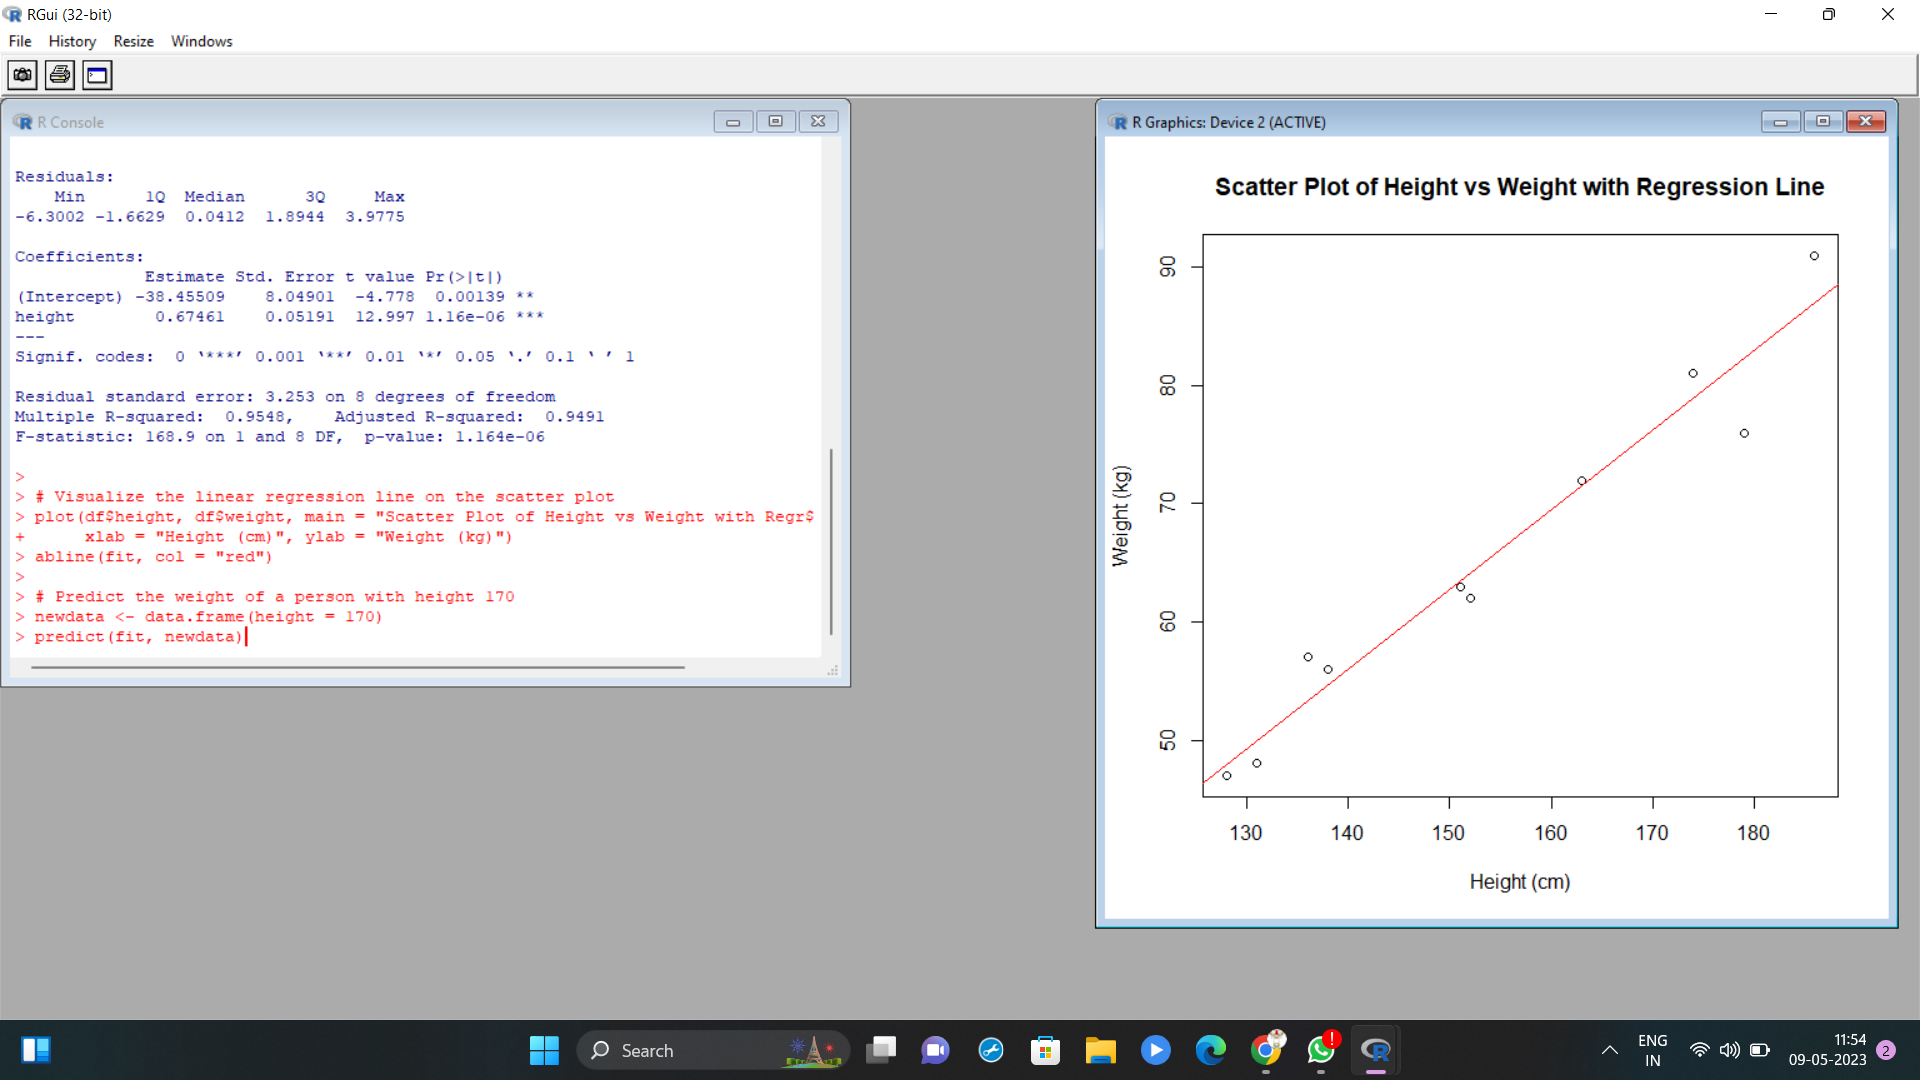 RGui (32-bit)
File History Resize Windows
R Console
Residuals:
Min 1Q Median 3Q Max
-6.3002 -1.6629 0.0412 1.8944 3.9775
Coefficients:
Estimate Std. Error t value Pr(>|t|)
(Intercept) -38.45509 8.04901 -4.778 0.00139 **
height 0.67461 0.05191 12.997 1.16e-06 ***
---
Signif. codes: 0 ‘***’ 0.001 ‘**’ 0.01 ‘*’ 0.05 ‘.’ 0.1 ‘ ’ 1
Residual standard error: 3.253 on 8 degrees of freedom
Multiple R-squared: 0.9548, Adjusted R-squared: 0.9491
F-statistic: 168.9 on 1 and 8 DF, p-value: 1.164e-06
>
> # Visualize the linear regression line on the scatter plot
> plot(df$height, df$weight, main = "Scatter Plot of Height vs Weight with Regr$
+ xlab = "Height (cm)", ylab = "Weight (kg)")
> abline(fit, col = "red")
>
> # Predict the weight of a person with height 170
> newdata <- data.frame(height = 170)
> predict(fit, newdata)
R Graphics: Device 2 (ACTIVE)
Scatter Plot of Height vs Weight with Regression Line
Weight (kg)
90
80
70
60
50
130 140 150 160 170 180
Height (cm)
Search
ENG
IN
11:54
09-05-2023
2